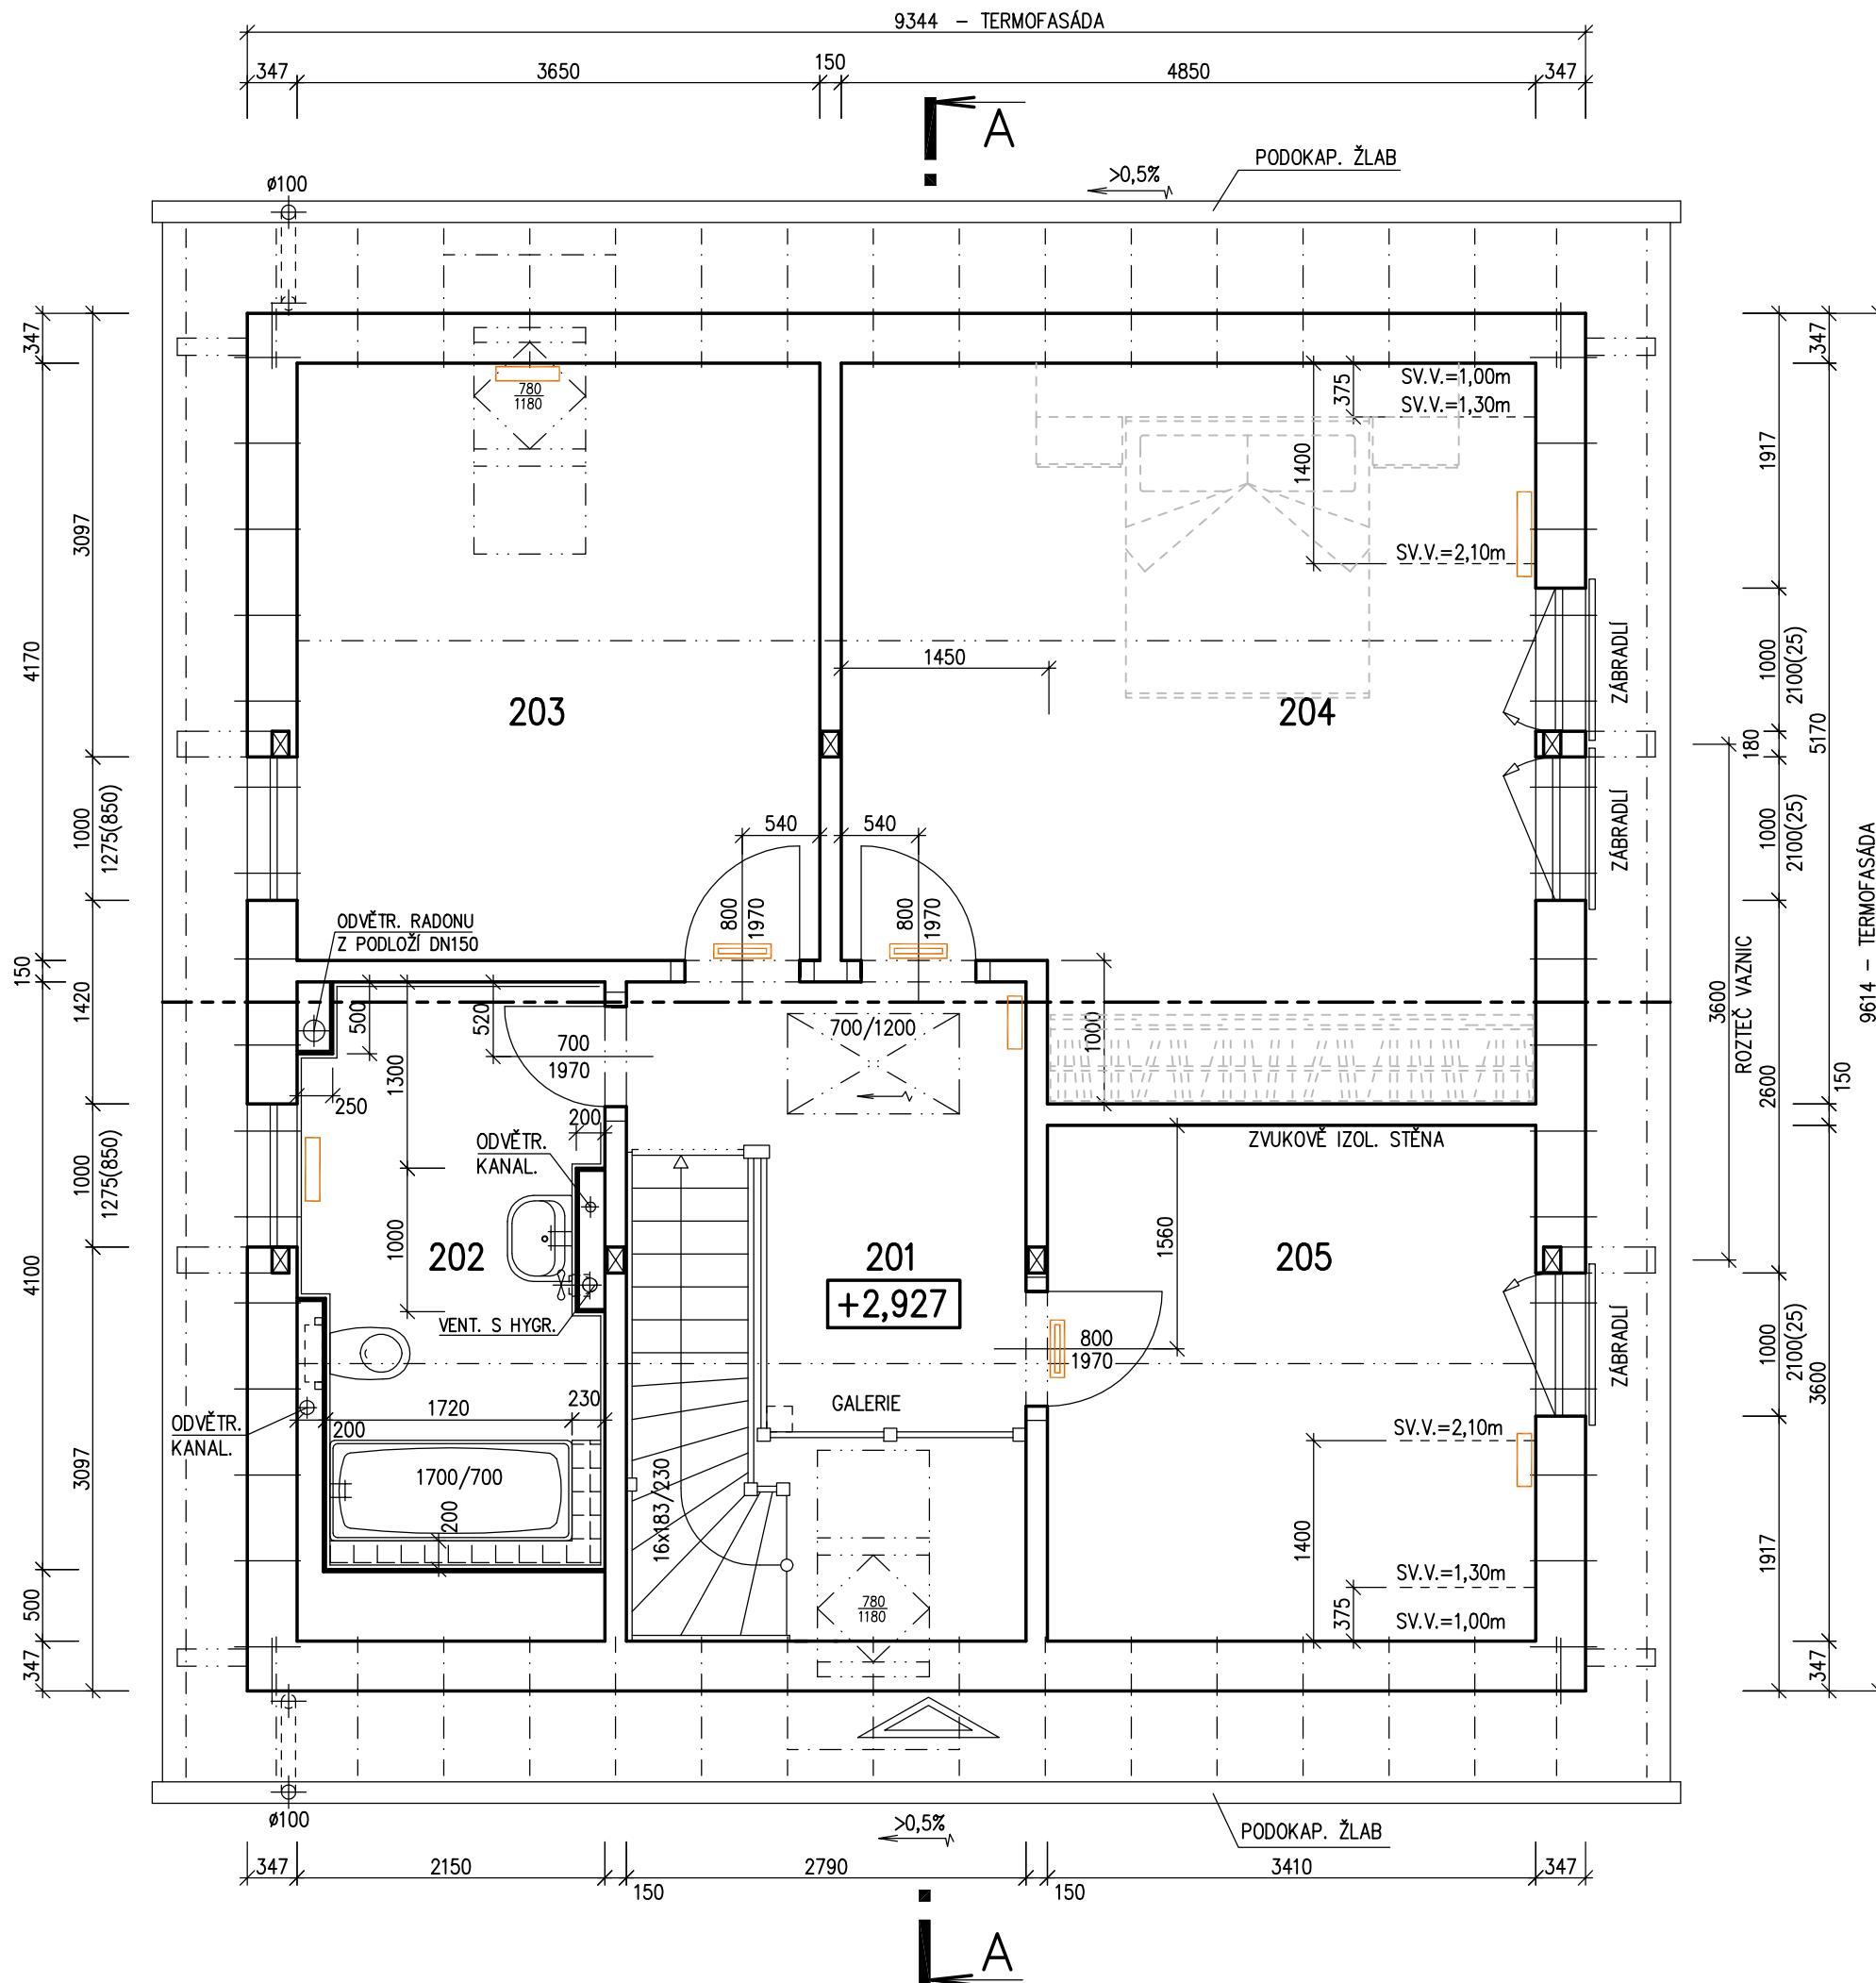 9344 - TERMOFASÁDA
347
3650
150
4850
347
A
PODOKAP. ŽLAB
>0,5%
ø100
347
3097
4170
1000
1275(850)
150
1420
1000
1275(850)
4100
3097
500
347
780
1180
375
SV.V.=1,00m
SV.V.=1,30m
1400
SV.V.=2,10m
1450
203
204
540
540
800
1970
800
1970
ODVĚTR. RADONU
Z PODLOŽÍ DN150
500
520
1300
250
700
1970
200
700/1200
1000
ZVUKOVĚ IZOL. STĚNA
ODVĚTR.
KANAL.
1000
202
201
+2,927
205
1560
VENT. S HYGR.
800
1970
GALERIE
1720
230
200
ODVĚTR.
KANAL.
1700/700
200
16x183/230
780
1180
SV.V.=2,10m
1400
SV.V.=1,30m
375
SV.V.=1,00m
347
1917
1000
2100(25)
ZÁBRADLÍ
180
5170
1000
2100(25)
ZÁBRADLÍ
3600
ROZTEČ VAZNIC
2600
150
9614 - TERMOFASÁDA
1000
2100(25)
ZÁBRADLÍ
3600
1917
347
ø100
>0,5%
PODOKAP. ŽLAB
347
2150
150
2790
150
3410
347
A